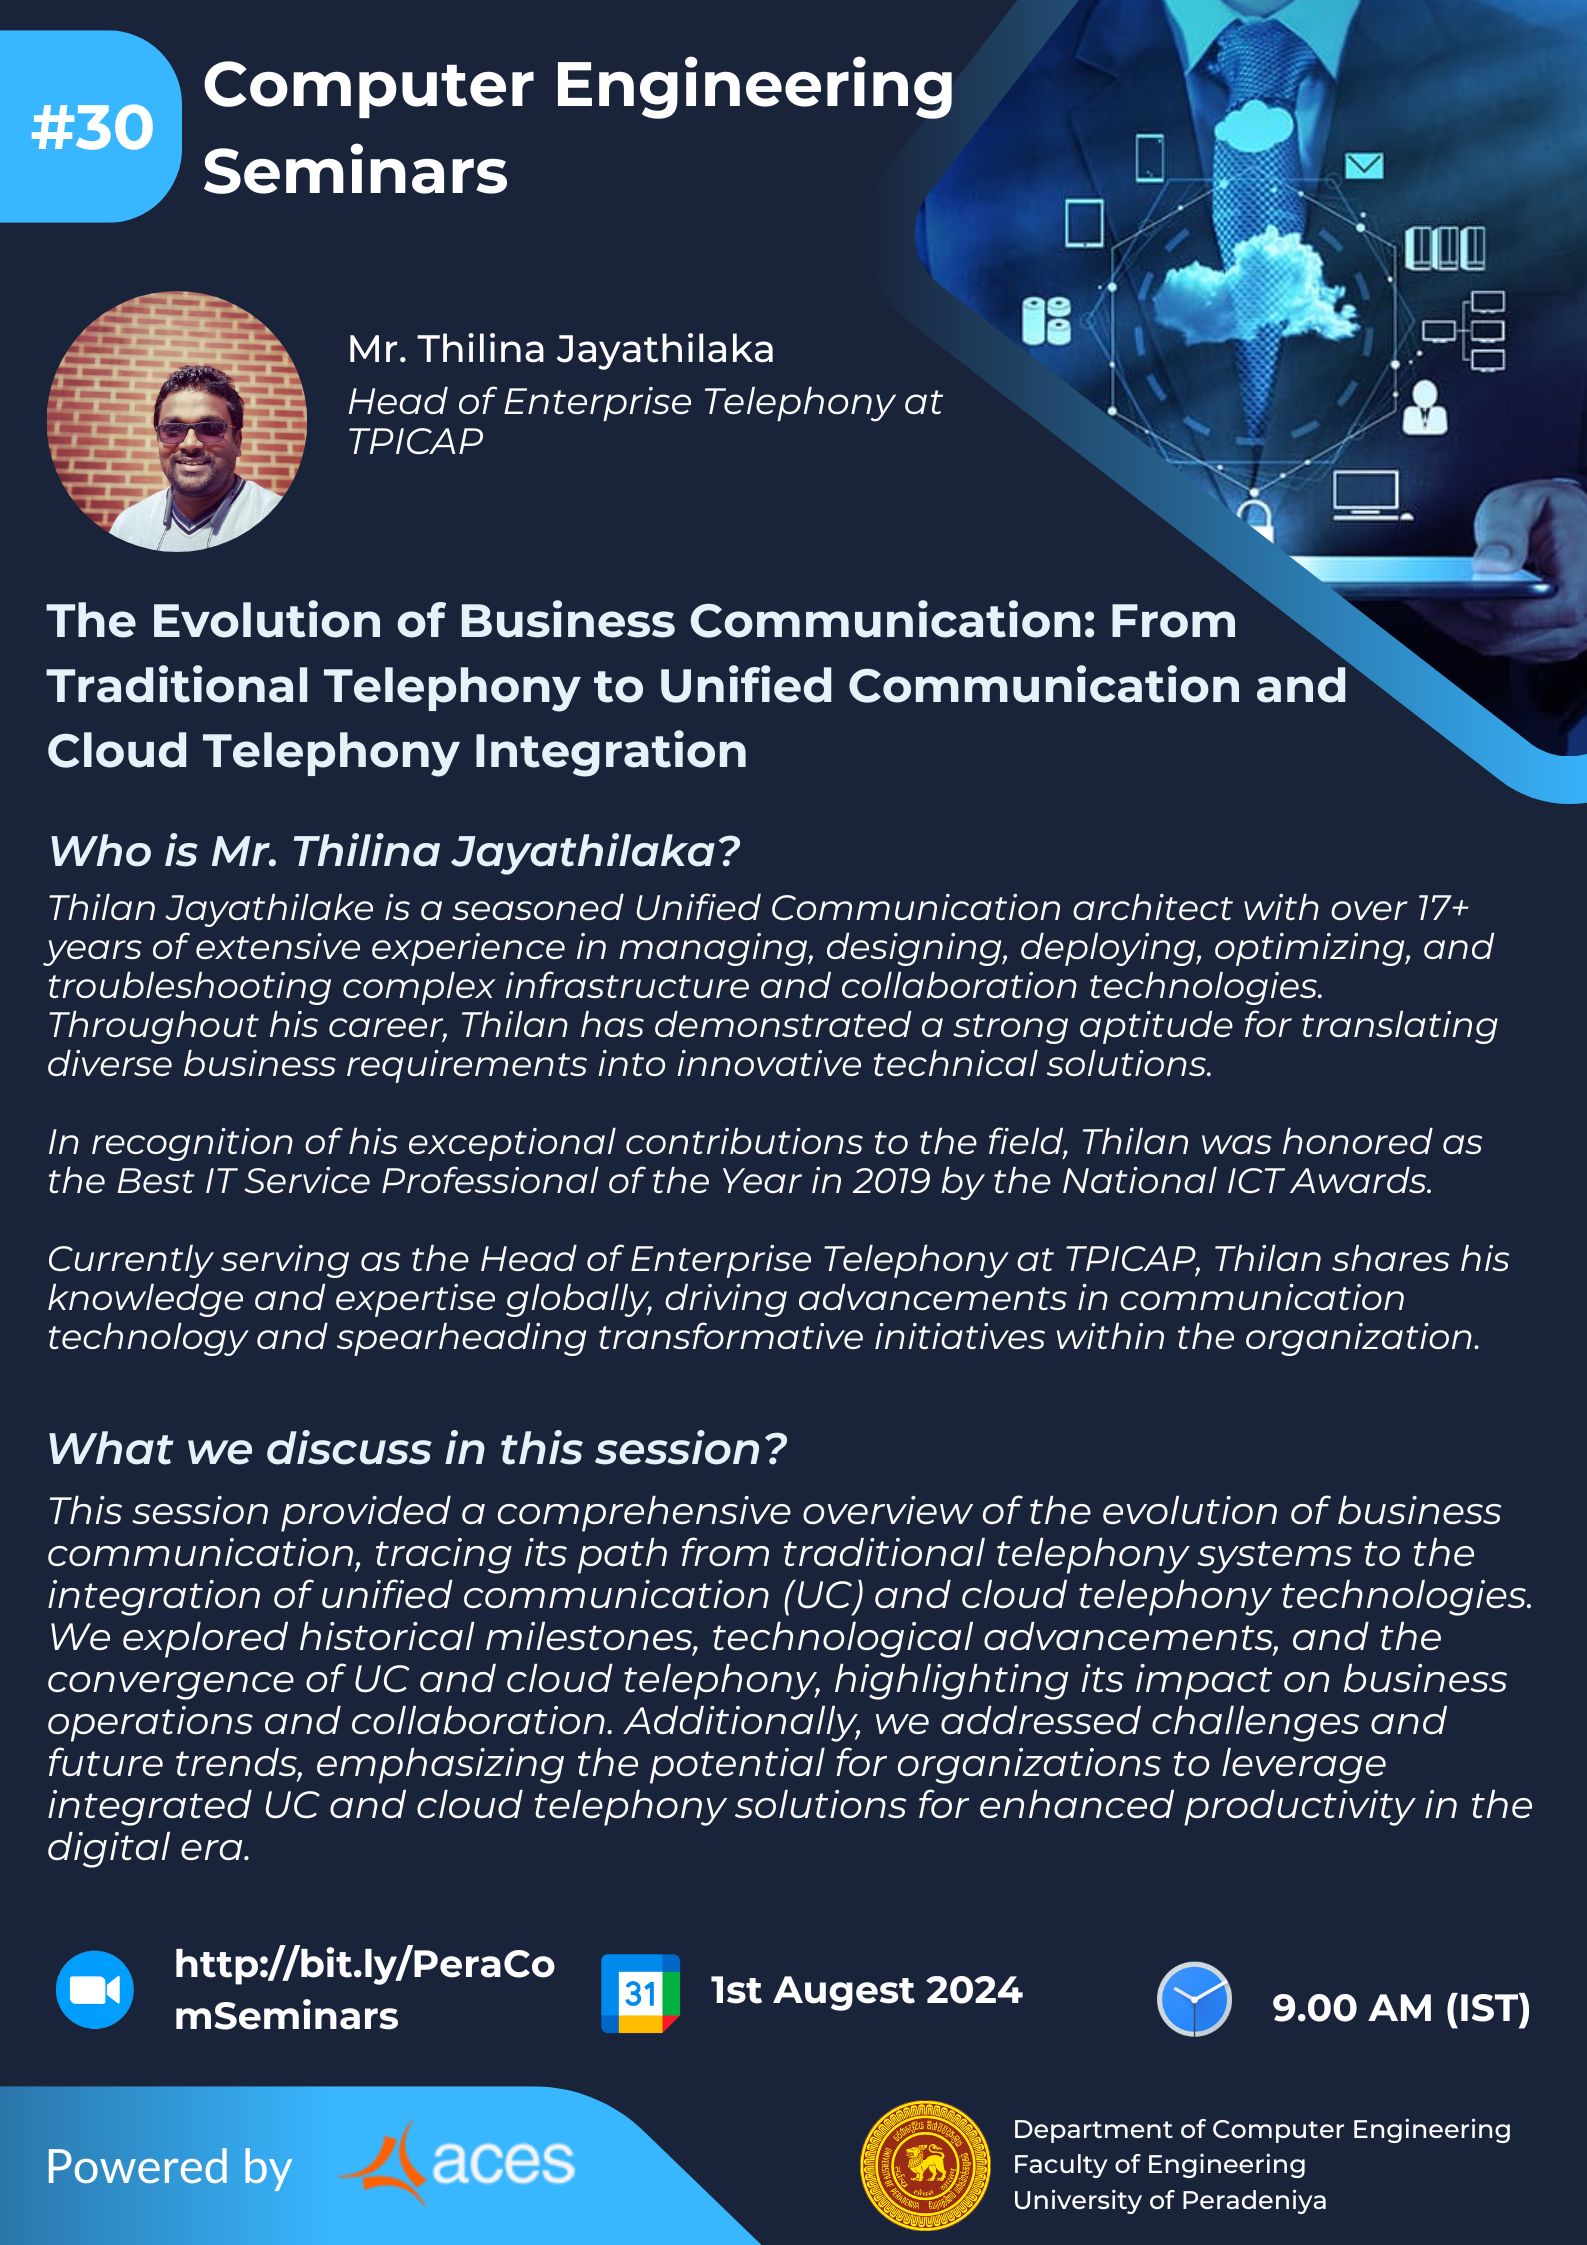 #30
Computer Engineering
Seminars
Mr. Thilina Jayathilaka
Head of Enterprise Telephony at
TPICAP
The Evolution of Business Communication: From
Traditional Telephony to Unified Communication and
Cloud Telephony Integration
Who is Mr. Thilina Jayathilaka?
Thilan Jayathilake is a seasoned Unified Communication architect with over 17+
years of extensive experience in managing, designing, deploying, optimizing, and
troubleshooting complex infrastructure and collaboration technologies.
Throughout his career, Thilan has demonstrated a strong aptitude for translating
diverse business requirements into innovative technical solutions.
In recognition of his exceptional contributions to the field, Thilan was honored as
the Best IT Service Professional of the Year in 2019 by the National ICT Awards.
Currently serving as the Head of Enterprise Telephony at TPICAP, Thilan shares his
knowledge and expertise globally, driving advancements in communication
technology and spearheading transformative initiatives within the organization.
What we discuss in this session?
This session provided a comprehensive overview of the evolution of business
communication, tracing its path from traditional telephony systems to the
integration of unified communication (UC) and cloud telephony technologies.
We explored historical milestones, technological advancements, and the
convergence of UC and cloud telephony, highlighting its impact on business
operations and collaboration. Additionally, we addressed challenges and
future trends, emphasizing the potential for organizations to leverage
integrated UC and cloud telephony solutions for enhanced productivity in the
digital era.
http://bit.ly/PeraCo
mSeminars
31
1st Augest 2024
9.00 AM (IST)
Powered by
aces
Department of Computer Engineering
Faculty of Engineering
University of Peradeniya